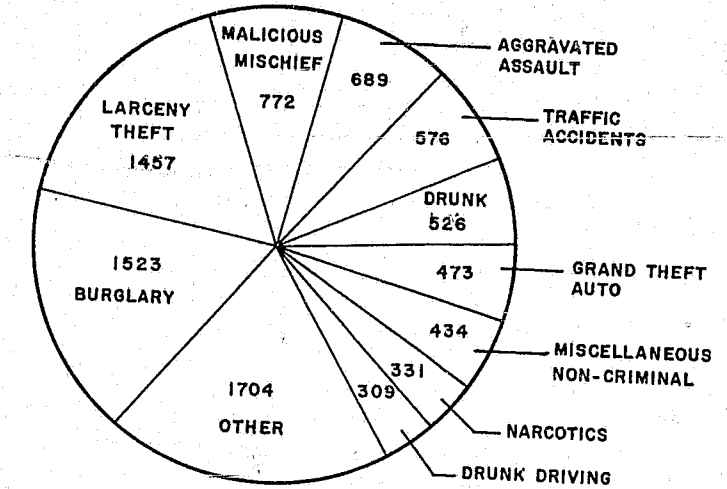 MALICIOUS
MISCHIEF
772
689
AGGRAVATED
ASSAULT
576
TRAFFIC
ACCIDENTS
DRUNK
526
473
GRAND THEFT
AUTO
434
MISCELLANEOUS
NON-CRIMINAL
331
NARCOTICS
309
DRUNK DRIVING
1704
OTHER
1523
BURGLARY
LARCENY
THEFT
1457